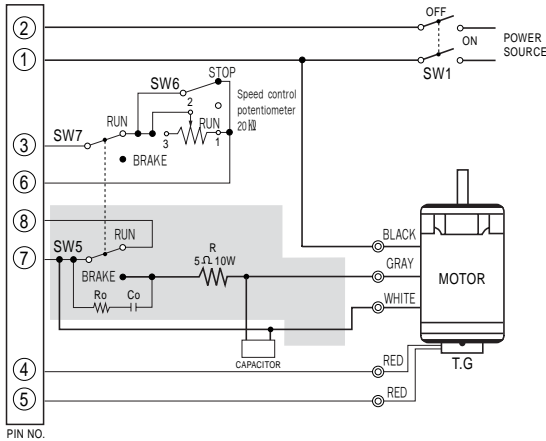 OFF
2
ON
POWER
SOURCE
1
SW1
STOP
SW6
Speed control
potentiometer
20㏀
2
RUN
RUN
SW7
3
1
3
BRAKE
6
8
RUN
SW5
R
5Ω 10W
7
BRAKE
Ro
Co
BLACK
GRAY
MOTOR
WHITE
CAPACITOR
RED
T.G
4
RED
5
PIN NO.